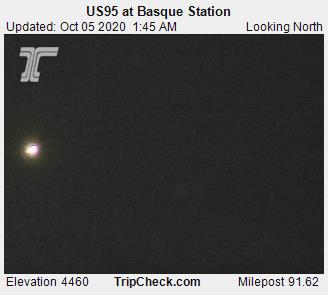 US95 at Basque Station
Updated: Oct 05 2020 1:45 AM Looking North
Elevation 4460 TripCheck.com Milepost 91.62